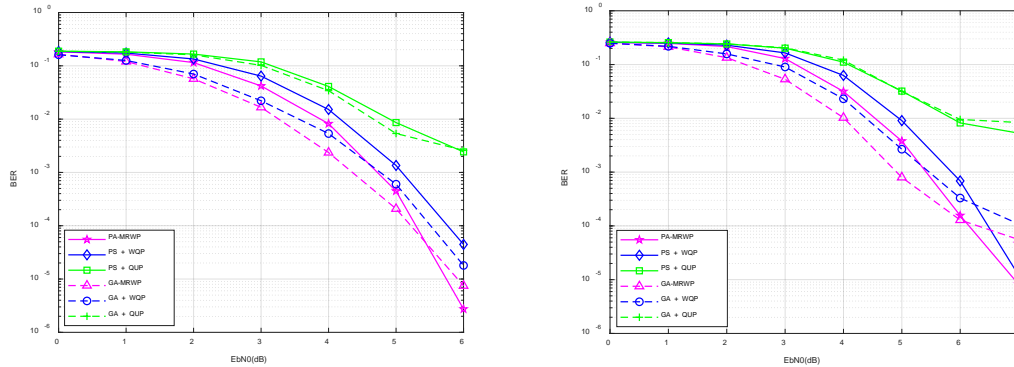 10 0
10 -1
10 -2
10 -3
10 -4
10 -5
10 -6
BER
0 1 2 3 4 5 6
EbN0(dB)
PA-MRWP
PS + WQP
PS + QUP
GA-MRWP
GA + WQP
GA + QUP
10 0
10 -1
10 -2
10 -3
10 -4
10 -5
10 -6
BER
0 1 2 3 4 5 6
EbN0(dB)
PA-MRWP
PS + WQP
PS + QUP
GA-MRWP
GA + WQP
GA + QUP